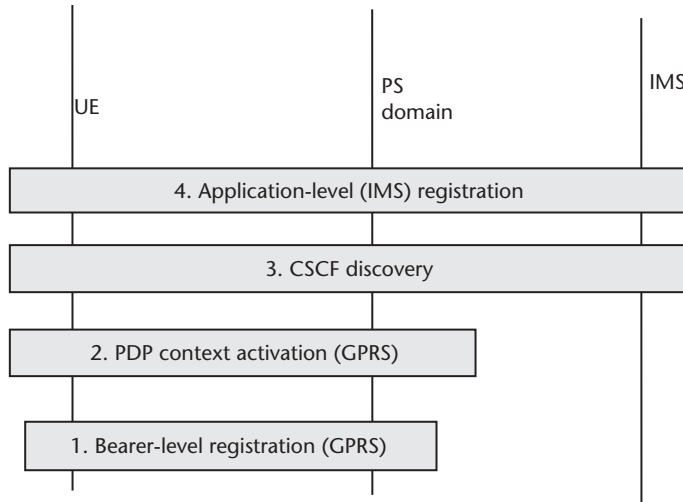 UE
PS
domain
IMS
4. Application-level (IMS) registration
3. CSCF discovery
2. PDP context activation (GPRS)
1. Bearer-level registration (GPRS)